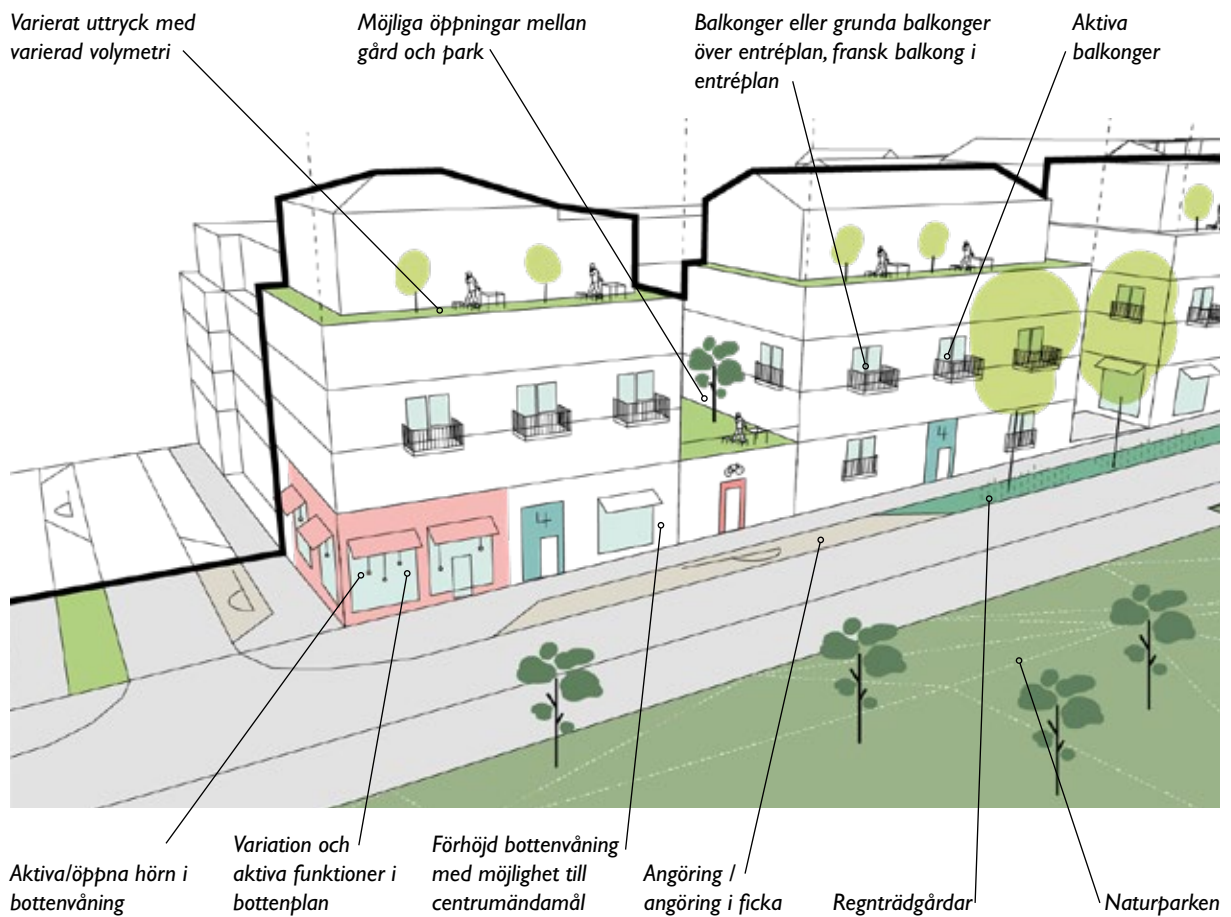 Varierat uttryck med
varierad volymetri
Möjliga öppningar mellan
gård och park
Balkonger eller grunda balkonger
över entréplan, fransk balkong i
entréplan
Aktiva
balkonger
4
4
Aktiva/öppna hörn i
bottenvåning
Variation och
aktiva funktioner i
bottenplan
Förhöjd bottenvåning
med möjlighet till
centrumändamål
Angöring /
angöring i ficka
Regnträdgårdar
Naturparken